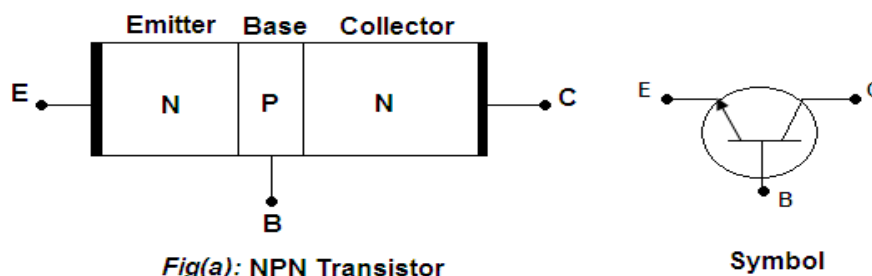 Emitter Base Collector
E N P N C
B
Fig(a): NPN Transistor
E C
B
Symbol